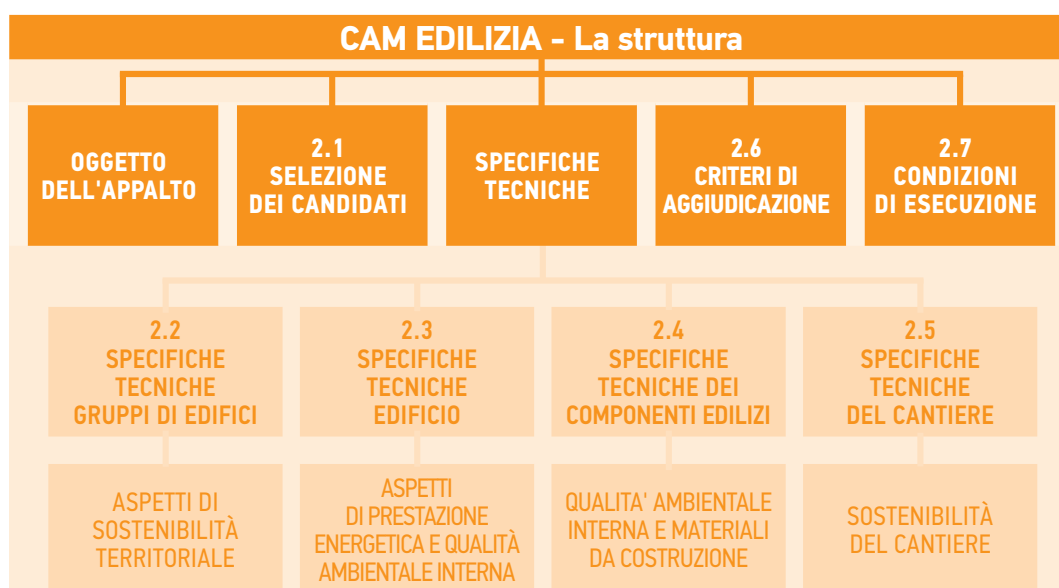 CAM EDILIZIA - La struttura
OGGETTO
DELL'APPALTO
2.1
SELEZIONE
DEI CANDIDATI
SPECIFICHE
TECNICHE
2.6
CRITERI DI
AGGIUDICAZIONE
2.7
CONDIZIONI
DI ESECUZIONE
2.2
SPECIFICHE
TECNICHE
GRUPPI DI EDIFICI
2.3
SPECIFICHE
TECNICHE
EDIFICIO
2.4
SPECIFICHE
TECNICHE DEI
COMPONENTI EDILIZI
2.5
SPECIFICHE
TECNICHE
DEL CANTIERE
ASPETTI DI
SOSTENIBILITÀ
TERRITORIALE
ASPETTI
DI PRESTAZIONE
ENERGETICA E QUALITÀ
AMBIENTALE INTERNA
QUALITA' AMBIENTALE
INTERNA E MATERIALI
DA COSTRUZIONE
SOSTENIBILITÀ
DEL CANTIERE